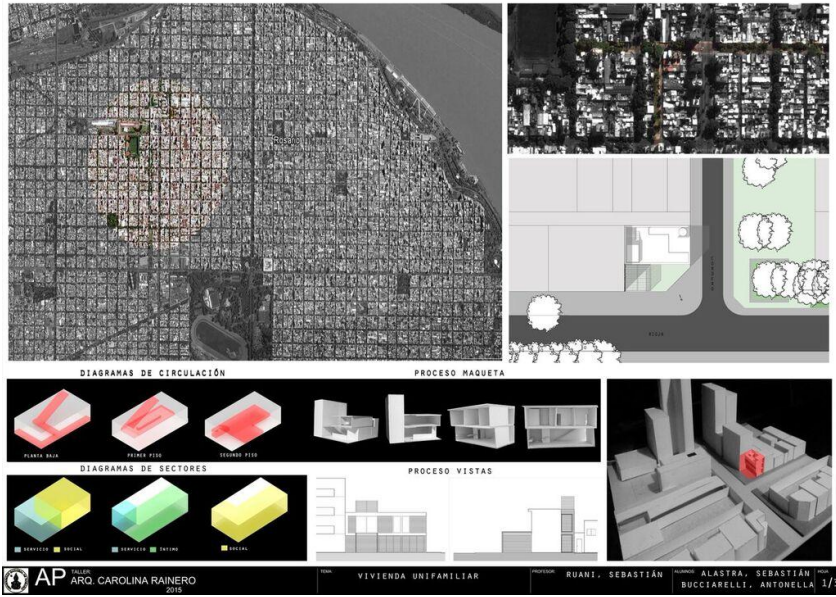 Rosario
DIAGRAMAS DE CIRCULACIÓN
PLANTA BAJA
PRIMER PISO
SEGUNDO PISO
DIAGRAMAS DE SECTORES
SERVICIO
SOCIAL
SERVICIO
ÍNTIMO
SOCIAL
PROCESO MAQUETA
PROCESO VISTAS
AP
TALLER:
ARQ. CAROLINA RAINERO
2015
TEMA:
VIVIENDA UNIFAMILIAR
PROFESOR:
RUANI, SEBASTIÁN
ALUMNOS:
ALASTRA, SEBASTIÁN
BUCCIARELLI, ANTONELLA
HOJA: